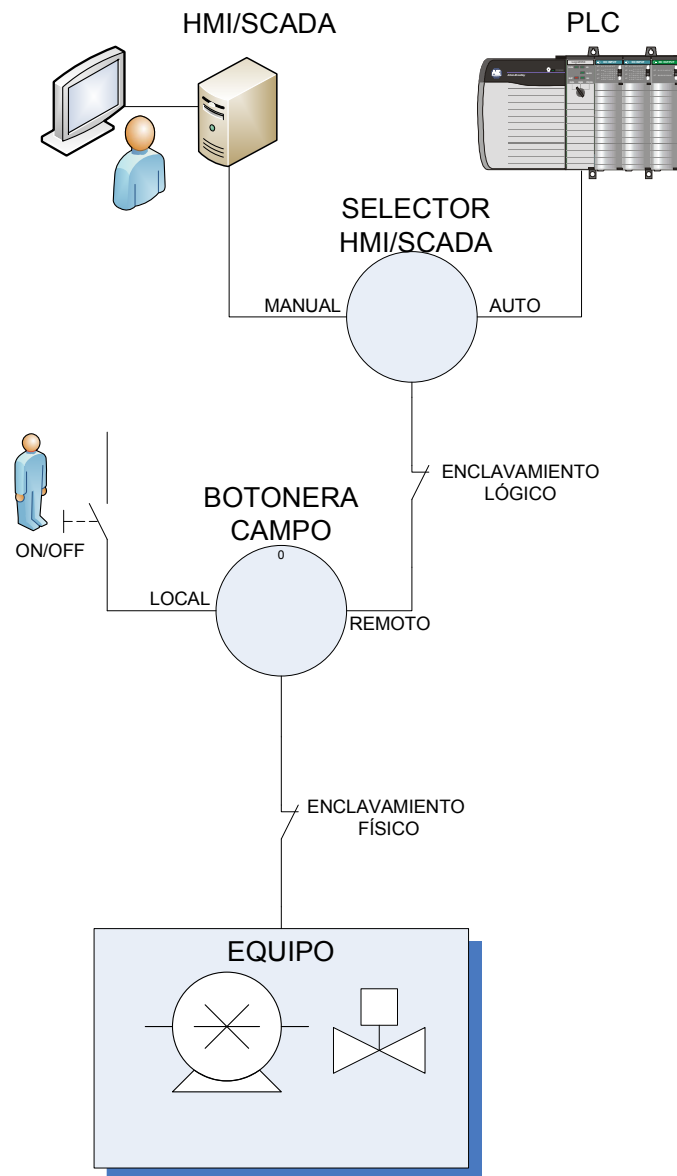 HMI/SCADA
PLC
SELECTOR
HMI/SCADA
MANUAL
AUTO
ENCLAVAMIENTO
LÓGICO
BOTONERA
CAMPO
0
ON/OFF
LOCAL
REMOTO
ENCLAVAMIENTO
FÍSICO
EQUIPO